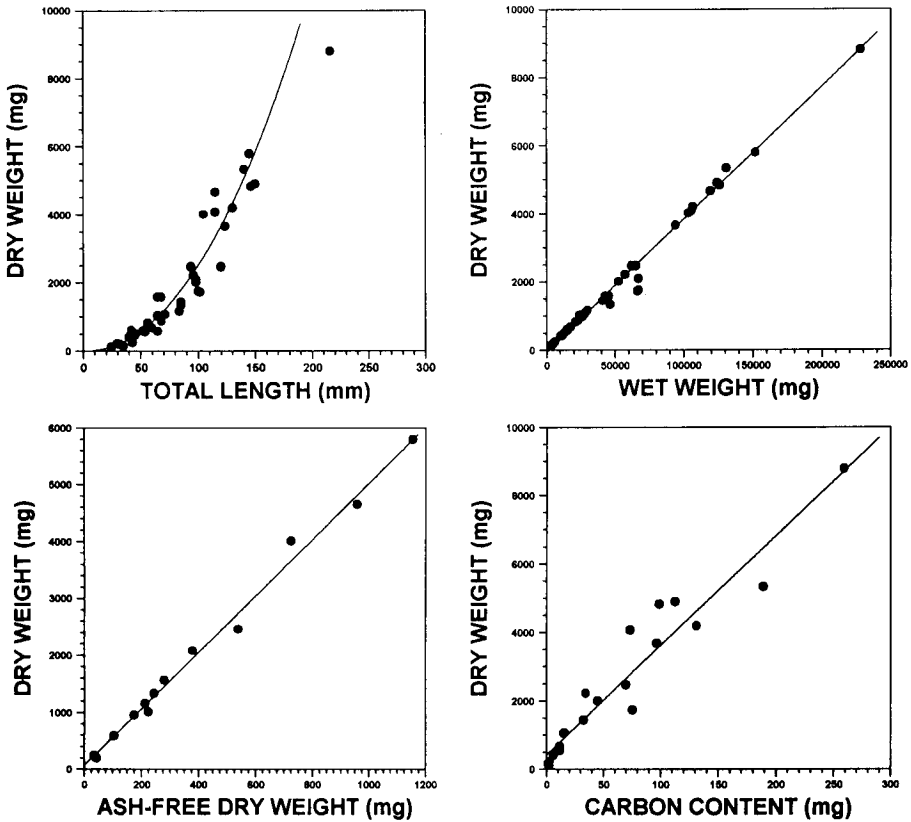 10000
8000
6000
4000
2000
0
DRY WEIGHT (mg)
0 50 100 150 200 250 300
TOTAL LENGTH (mm)
10000
8000
6000
4000
2000
0
DRY WEIGHT (mg)
0 50000 100000 150000 200000 250000
WET WEIGHT (mg)
6000
5000
4000
3000
2000
1000
0
DRY WEIGHT (mg)
0 200 400 600 800 1000 1200
ASH-FREE DRY WEIGHT (mg)
10000
8000
6000
4000
2000
0
DRY WEIGHT (mg)
0 50 100 150 200 250 300
CARBON CONTENT (mg)